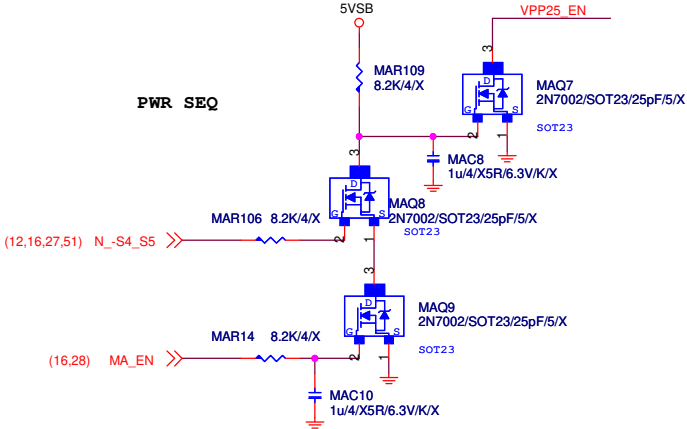 5VSB
VPP25_EN
3
MAR109
8.2K/4/X
D
MAQ7
2N7002/SOT23/25pF/5/X
PWR SEQ
G
S
SOT23
2
1
3
MAC8
1u/4/X5R/6.3V/K/X
D
MAQ8
2N7002/SOT23/25pF/5/X
MAR106 8.2K/4/X
G
S
SOT23
(12,16,27,51) N_-S4_S5
2
1
3
D
MAQ9
2N7002/SOT23/25pF/5/X
MAR14 8.2K/4/X
G
S
SOT23
(16,28) MA_EN
2
1
MAC10
1u/4/X5R/6.3V/K/X